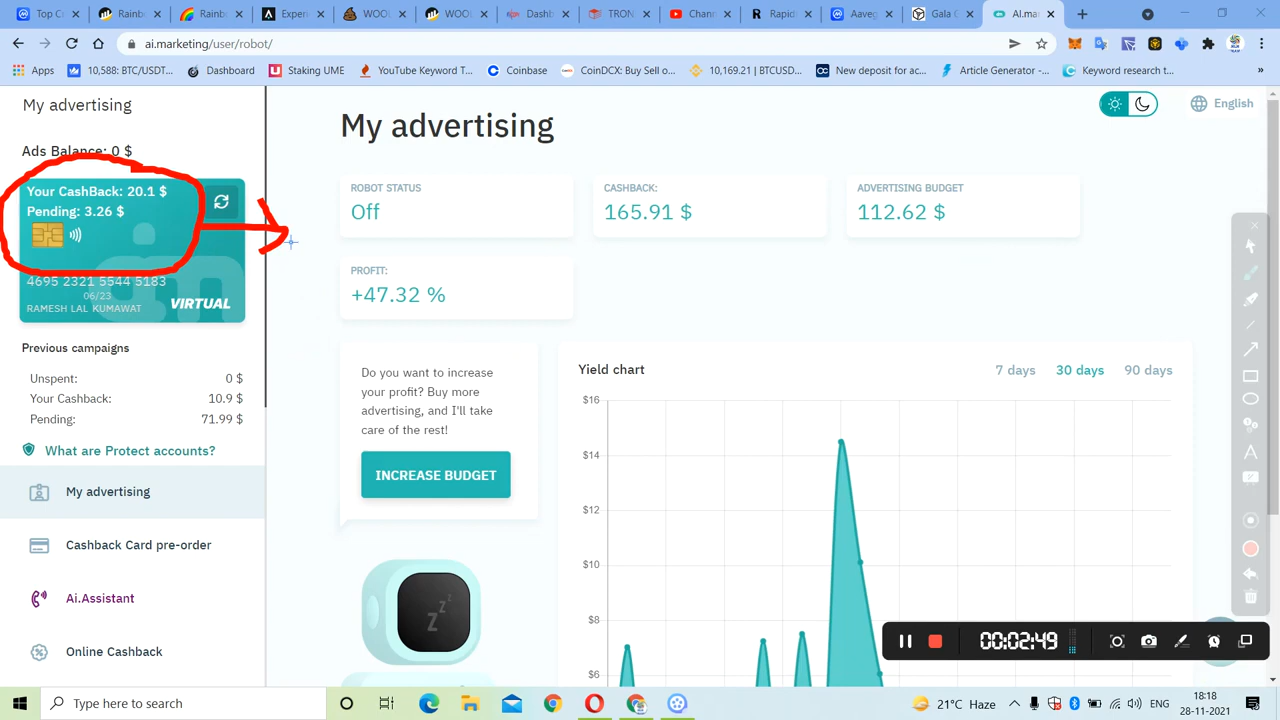 Rainb
Rainb
Exper
WOO
WOO
Dashb
TRON
Chann
Rapid
Aaveg
Gala C
Ai.mar
ai.marketing/user/robot/
Apps
10,588: BTC/USDT...
Dashboard
Staking UME
YouTube Keyword T...
Coinbase
CoinDCX: Buy Sell o...
10,169.21 | BTCUSD...
New deposit for ac...
Article Generator -...
Keyword research t...
»
My advertising
Ads Balance: 0 $
Your CashBack: 20.1 $
Pending: 3.26 $
4695 2321 5544 5183
06/23
RAMESH LAL KUMAWAT
VIRTUAL
Previous campaigns
Unspent: 0 $
Your Cashback: 10.9 $
Pending: 71.99 $
What are Protect accounts?
My advertising
Cashback Card pre-order
Ai.Assistant
Online Cashback
English
My advertising
ROBOT STATUS
Off
CASHBACK:
165.91 $
ADVERTISING BUDGET
112.62 $
PROFIT:
+47.32 %
Do you want to increase
your profit? Buy more
advertising, and I'll take
care of the rest!
INCREASE BUDGET
Yield chart
7 days
30 days
90 days
$16
$14
$12
$10
$8
$6
z z z
00:02:49
Type here to search
21°C Haze
ENG
18:18
28-11-2021